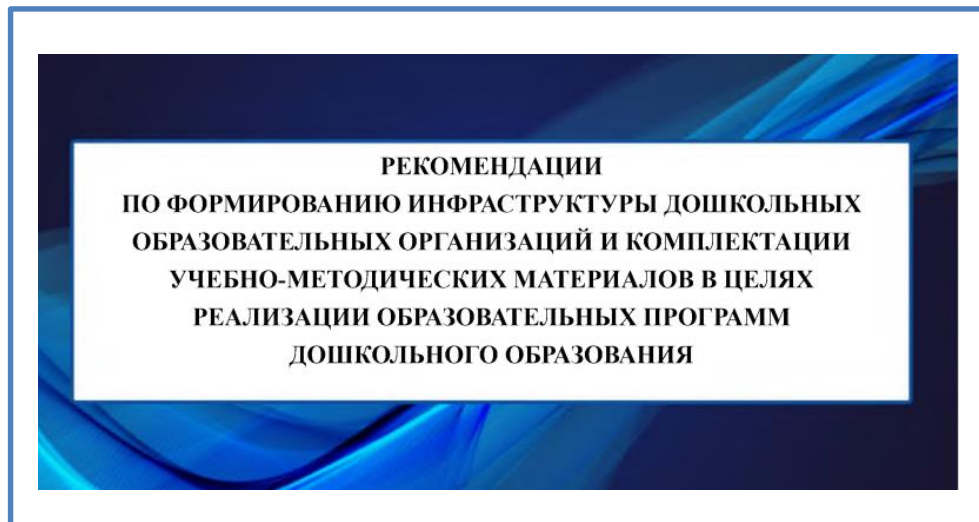 РЕКОМЕНДАЦИИ
ПО ФОРМИРОВАНИЮ ИНФРАСТРУКТУРЫ ДОШКОЛЬНЫХ
ОБРАЗОВАТЕЛЬНЫХ ОРГАНИЗАЦИЙ И КОМПЛЕКТАЦИИ
УЧЕБНО-МЕТОДИЧЕСКИХ МАТЕРИАЛОВ В ЦЕЛЯХ
РЕАЛИЗАЦИИ ОБРАЗОВАТЕЛЬНЫХ ПРОГРАММ
ДОШКОЛЬНОГО ОБРАЗОВАНИЯ